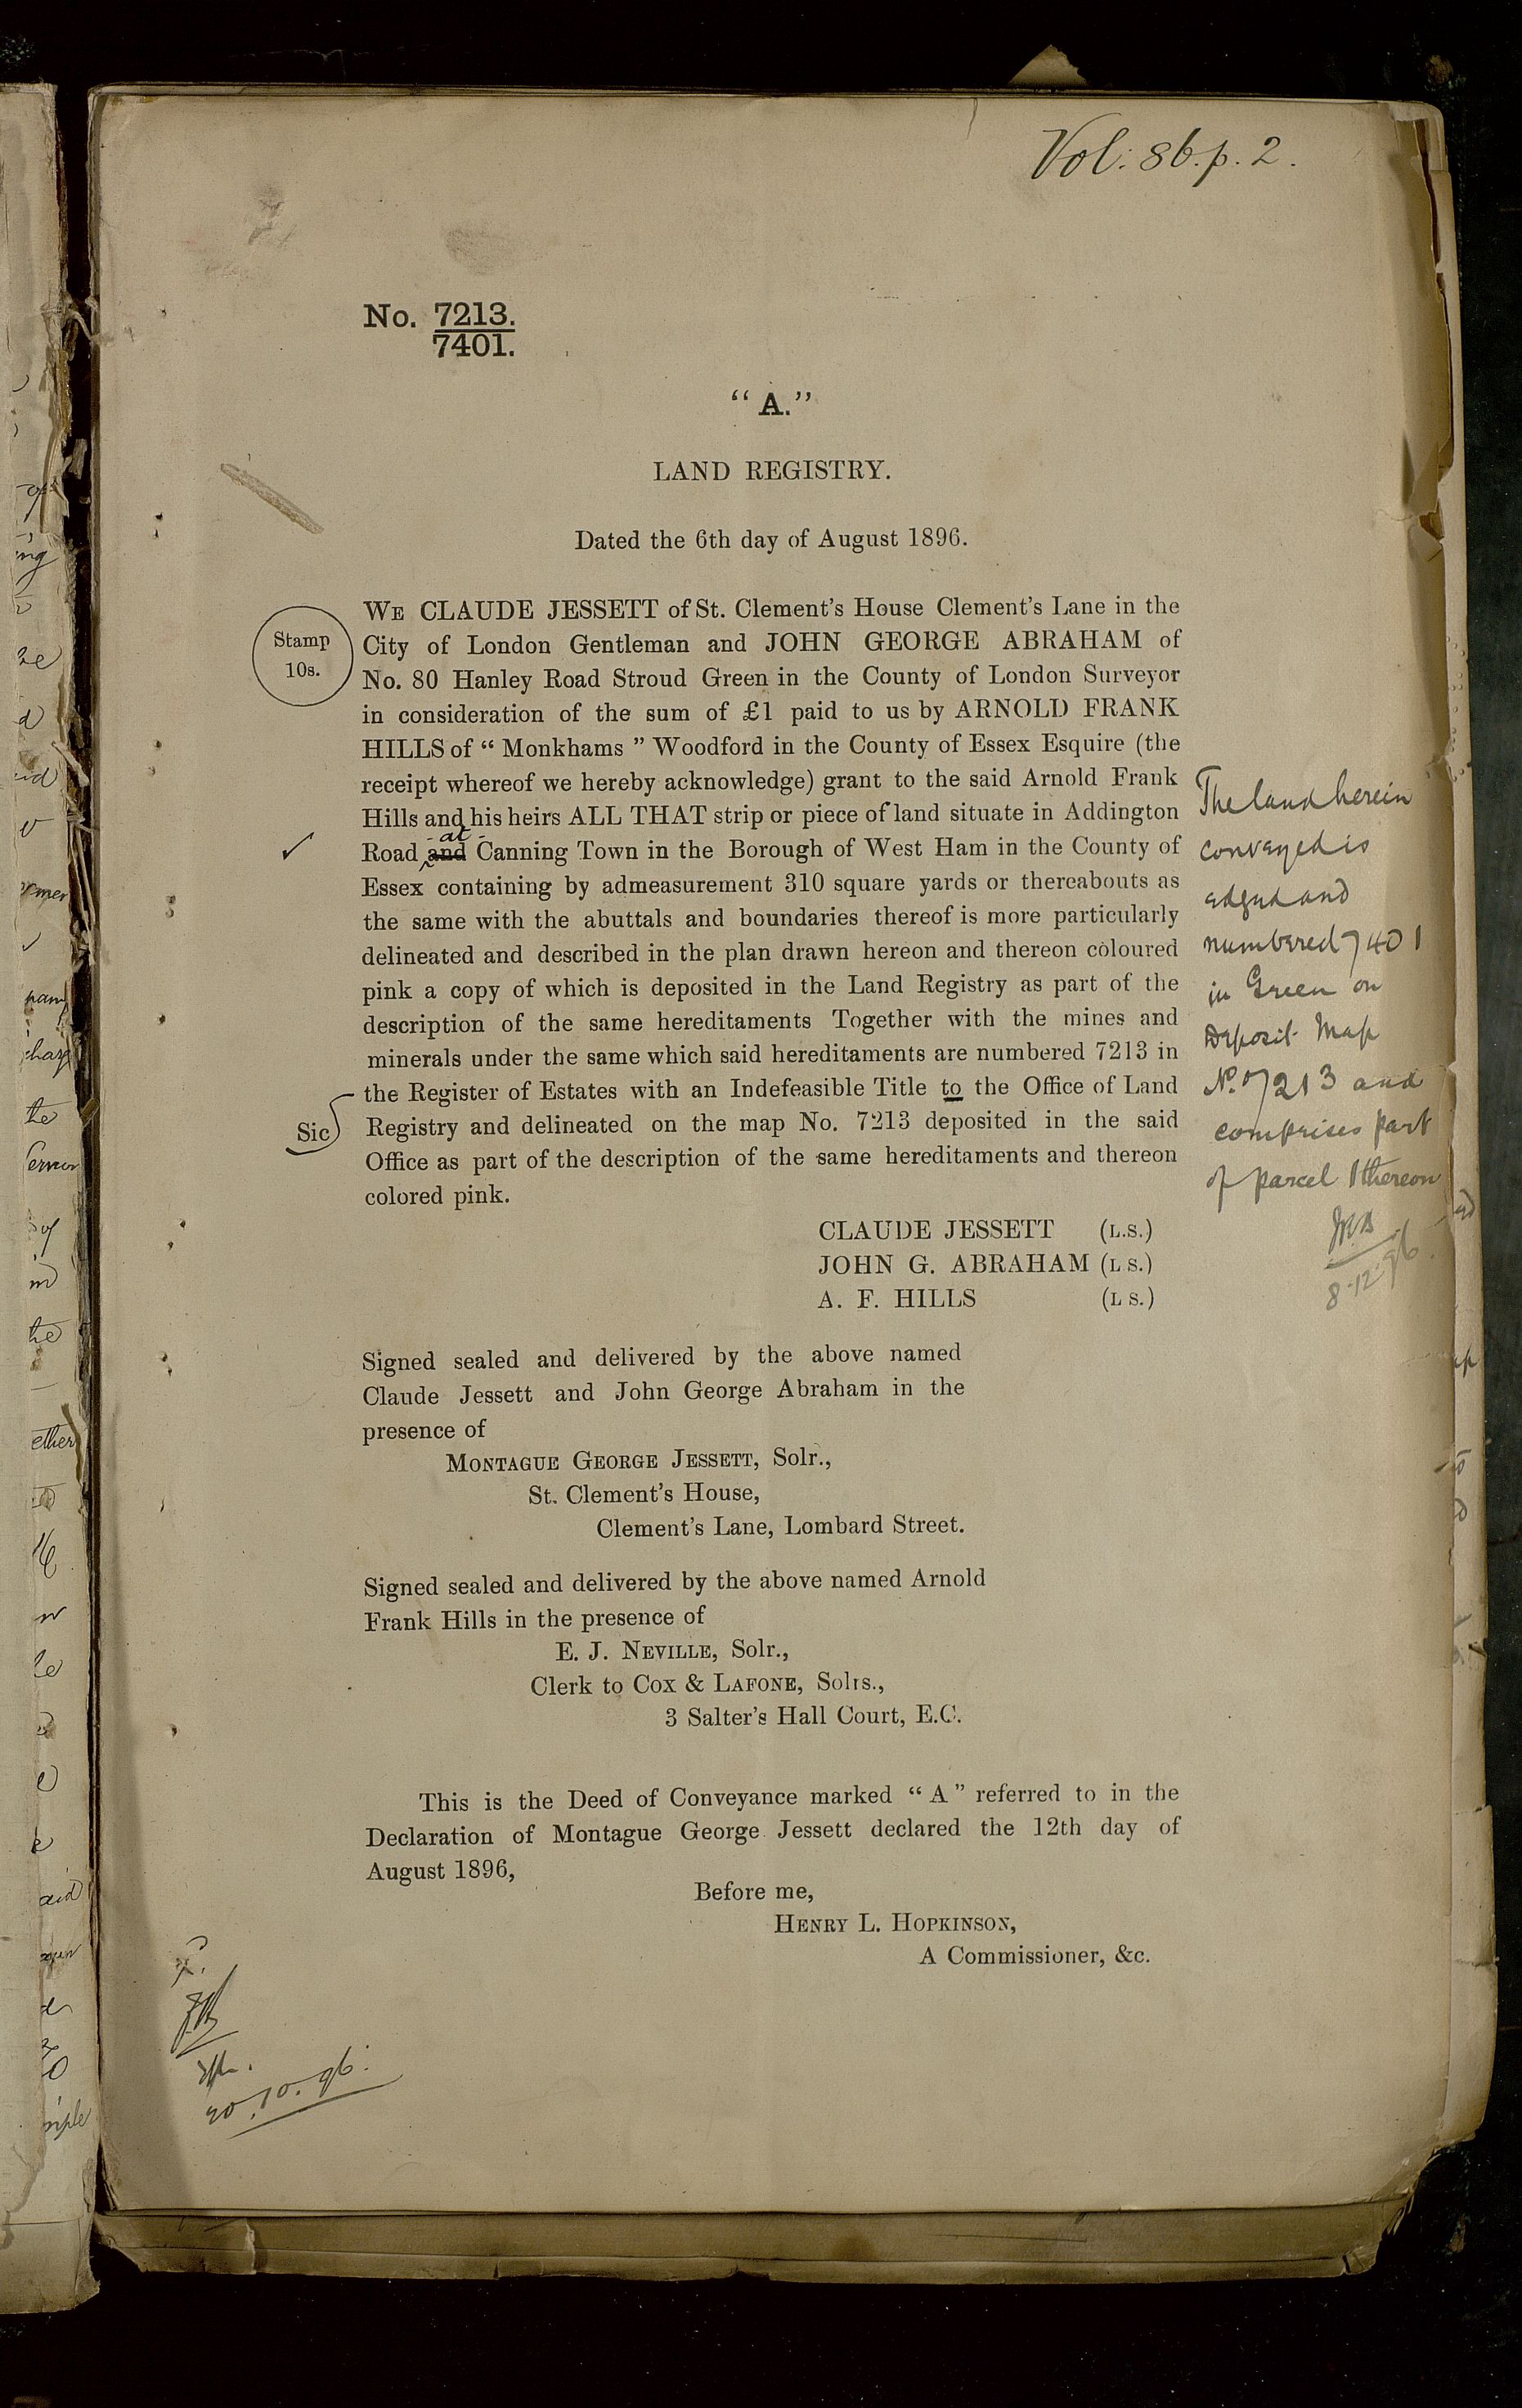 Vol: 86. p. 2.
No. 7213.
7401.
“A.”
LAND REGISTRY.
Dated the 6th day of August 1896.
Stamp
10s.
WE CLAUDE JESSETT of St. Clement's House Clement's Lane in the
City of London Gentleman and JOHN GEORGE ABRAHAM of
No. 80 Hanley Road Stroud Green in the County of London Surveyor
in consideration of the sum of £1 paid to us by ARNOLD FRANK
HILLS of “ Monkhams ” Woodford in the County of Essex Esquire (the
receipt whereof we hereby acknowledge) grant to the said Arnold Frank
Hills and his heirs ALL THAT strip or piece of land situate in Addington
- at -
Road and Canning Town in the Borough of West Ham in the County of
Essex containing by admeasurement 310 square yards or thereabouts as
the same with the abuttals and boundaries thereof is more particularly
delineated and described in the plan drawn hereon and thereon coloured
pink a copy of which is deposited in the Land Registry as part of the
description of the same hereditaments Together with the mines and
minerals under the same which said hereditaments are numbered 7213 in
the Register of Estates with an Indefeasible Title to the Office of Land
Sic
Registry and delineated on the map No. 7213 deposited in the said
Office as part of the description of the same hereditaments and thereon
colored pink.
The land herein
conveyed is
edged and
numbered 7401
in Green on
Deposit Map
No. 7213 and
comprises part
of parcel 1 thereon
8.12.96.
CLAUDE JESSETT (L.S.)
JOHN G. ABRAHAM (L S.)
A. F. HILLS (L S.)
Signed sealed and delivered by the above named
Claude Jessett and John George Abraham in the
presence of
MONTAGUE GEORGE JESSETT, Solr.,
St. Clement's House,
Clement's Lane, Lombard Street.
Signed sealed and delivered by the above named Arnold
Frank Hills in the presence of
E. J. NEVILLE, Solr.,
Clerk to COX & LAFONE, Solrs.,
3 Salter's Hall Court, E.C.
This is the Deed of Conveyance marked “ A ” referred to in the
Declaration of Montague George Jessett declared the 12th day of
August 1896,
Before me,
HENRY L. HOPKINSON,
A Commissioner, &c.
20.10.96.